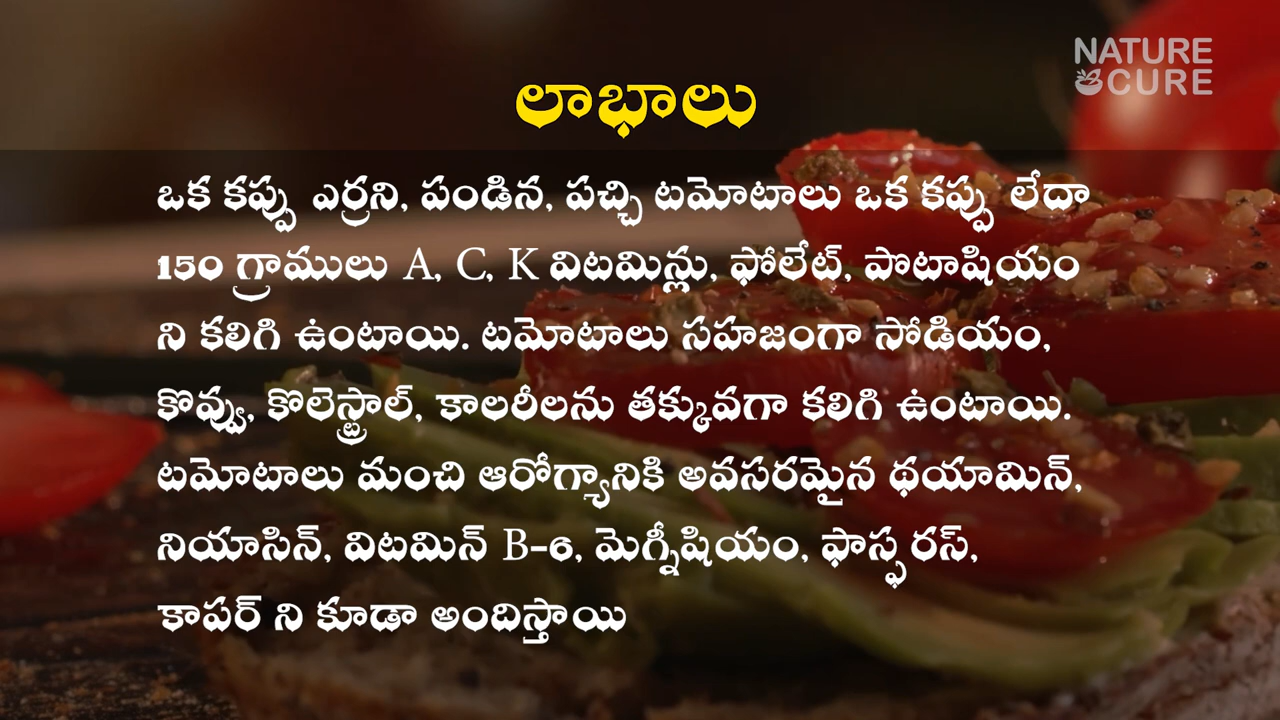 NATURE
CURE
లాభాలు
ఒక కప్పు ఎర్రని, పండిన, పచ్చి టమోటాలు ఒక కప్పు లేదా
150 గ్రాములు A, C, K విటమిన్లు, ఫోలేట్, పొటాషియం
ని కలిగి ఉంటాయి. టమోటాలు సహజంగా సోడియం,
కొవ్వు, కొలెస్ట్రాల్, కాలరీలను తక్కువగా కలిగి ఉంటాయి.
టమోటాలు మంచి ఆరోగ్యానికి అవసరమైన థయామిన్,
నియాసిన్, విటమిన్ B-6, మెగ్నీషియం, ఫాస్ఫరస్,
కాపర్ ని కూడా అందిస్తాయి